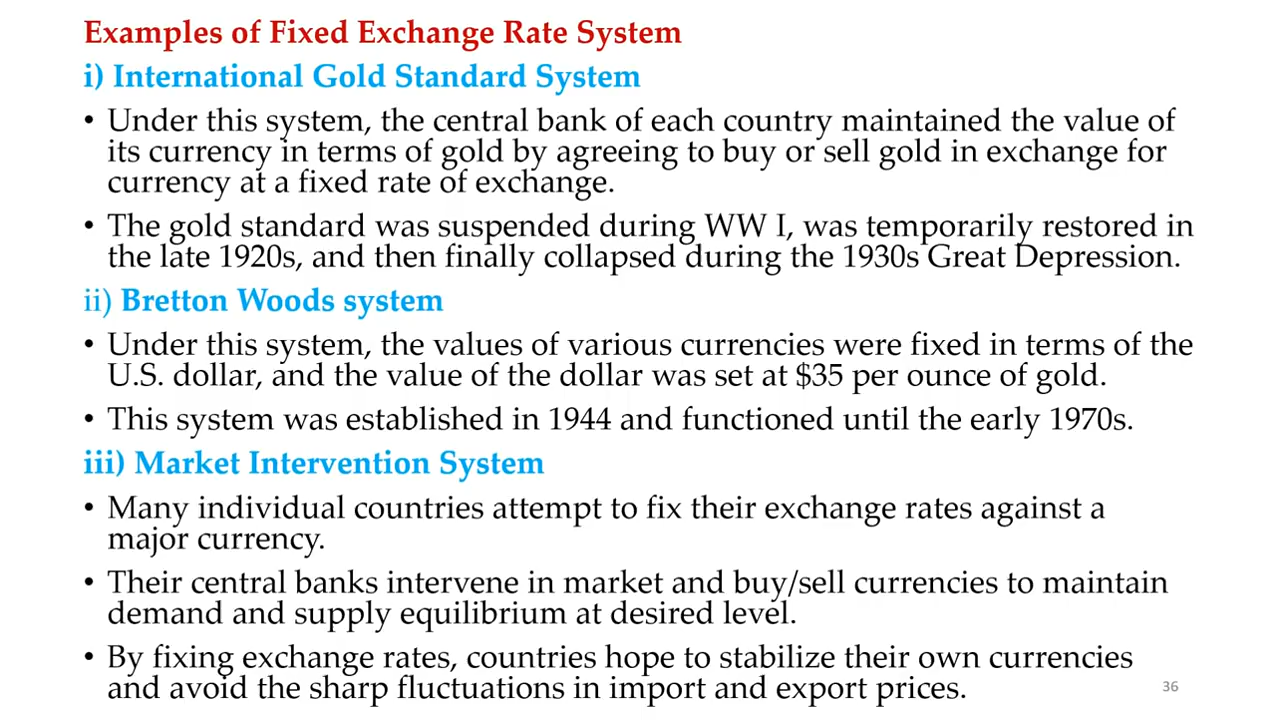 Examples of Fixed Exchange Rate System
i) International Gold Standard System
• Under this system, the central bank of each country maintained the value of
its currency in terms of gold by agreeing to buy or sell gold in exchange for
currency at a fixed rate of exchange.
• The gold standard was suspended during WW I, was temporarily restored in
the late 1920s, and then finally collapsed during the 1930s Great Depression.
ii) Bretton Woods system
• Under this system, the values of various currencies were fixed in terms of the
U.S. dollar, and the value of the dollar was set at $35 per ounce of gold.
• This system was established in 1944 and functioned until the early 1970s.
iii) Market Intervention System
• Many individual countries attempt to fix their exchange rates against a
major currency.
• Their central banks intervene in market and buy/sell currencies to maintain
demand and supply equilibrium at desired level.
• By fixing exchange rates, countries hope to stabilize their own currencies
and avoid the sharp fluctuations in import and export prices.
36